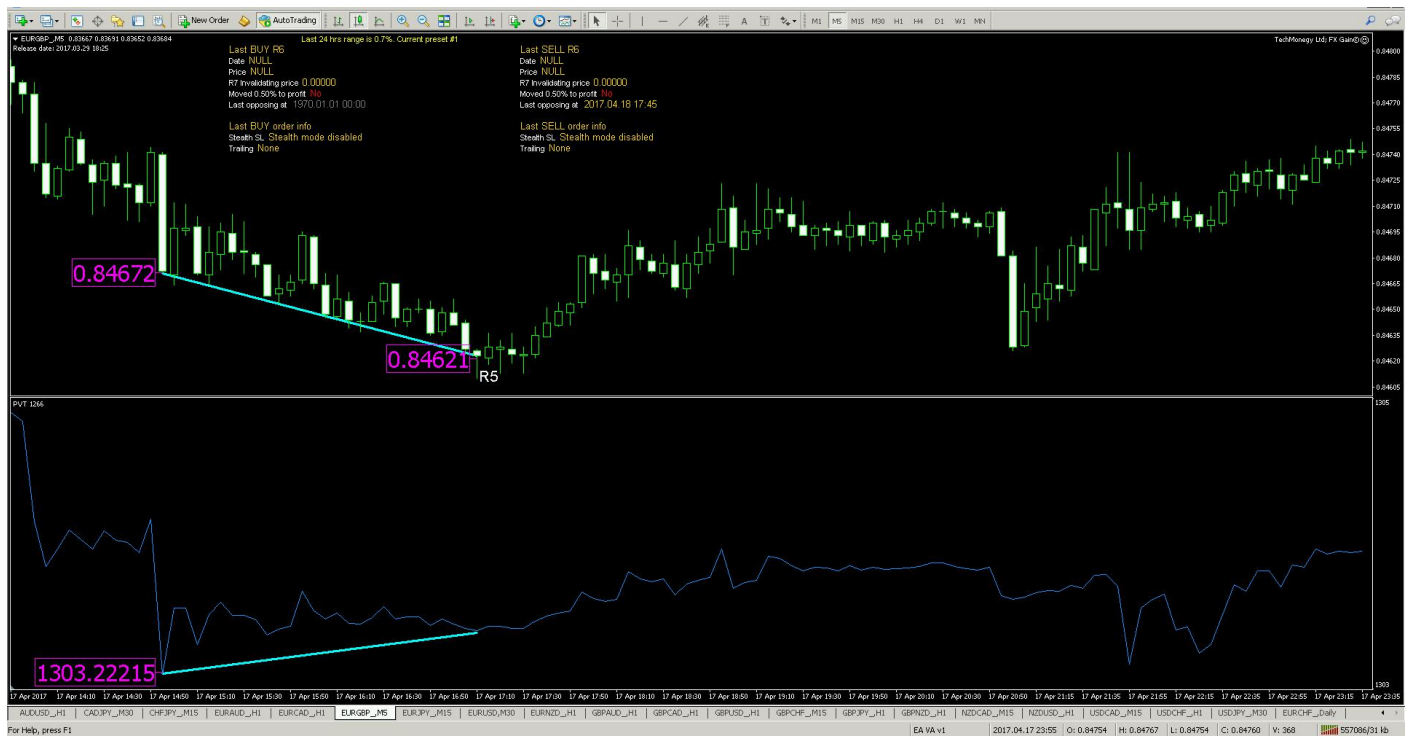 New Order AutoTrading A T M1 M5 M15 M30 H1 H4 D1 W1 MN
EURGBP_,M5 0.83667 0.83691 0.83652 0.83684
Last 24 hrs range is 0.7%. Current preset #1
TechMonegy Ltd; FX Gain©
Release date: 2017.03.29 18:25
Last BUY R6
Date NULL
Price NULL
R7 Invalidating price 0.00000
Moved 0.50% to profit No
Last opposing at 1970.01.01 00:00
Last BUY order info
Stealth SL Stealth mode disabled
Trailing None
Last SELL R6
Date NULL
Price NULL
R7 Invalidating price 0.00000
Moved 0.50% to profit No
Last opposing at 2017.04.18 17:45
Last SELL order info
Stealth SL Stealth mode disabled
Trailing None
0.84800
0.84785
0.84770
0.84755
0.84740
0.84725
0.84710
0.84695
0.84680
0.84665
0.84650
0.84635
0.84620
0.84605
0.84672
0.84621
R5
PVT 1266
1305
1303.22215
1303
17 Apr 2017 17 Apr 14:10 17 Apr 14:30 17 Apr 14:50 17 Apr 15:10 17 Apr 15:30 17 Apr 15:50 17 Apr 16:10 17 Apr 16:30 17 Apr 16:50 17 Apr 17:10 17 Apr 17:30 17 Apr 17:50 17 Apr 18:10 17 Apr 18:30 17 Apr 18:50 17 Apr 19:10 17 Apr 19:30 17 Apr 19:50 17 Apr 20:10 17 Apr 20:30 17 Apr 20:50 17 Apr 21:15 17 Apr 21:35 17 Apr 21:55 17 Apr 22:15 17 Apr 22:35 17 Apr 22:55 17 Apr 23:15 17 Apr 23:35
AUDUSD_,H1 CADJPY_,M30 CHFJPY_,M15 EURAUD_,H1 EURCAD_,H1 EURGBP_,M5 EURJPY_,M15 EURUSD,M30 EURNZD_,H1 GBPAUD_,H1 GBPCAD_,H1 GBPUSD_,H1 GBPCHF_,M15 GBPJPY_,H1 GBPNZD_,H1 NZDCAD_,M15 NZDUSD_,H1 USDCAD_,M15 USDCHF_,H1 USDJPY_,M30 EURCHF_,Daily
For Help, press F1 EA VA v1 2017.04.17 23:55 O: 0.84754 H: 0.84767 L: 0.84754 C: 0.84760 V: 368 557086/31 kb